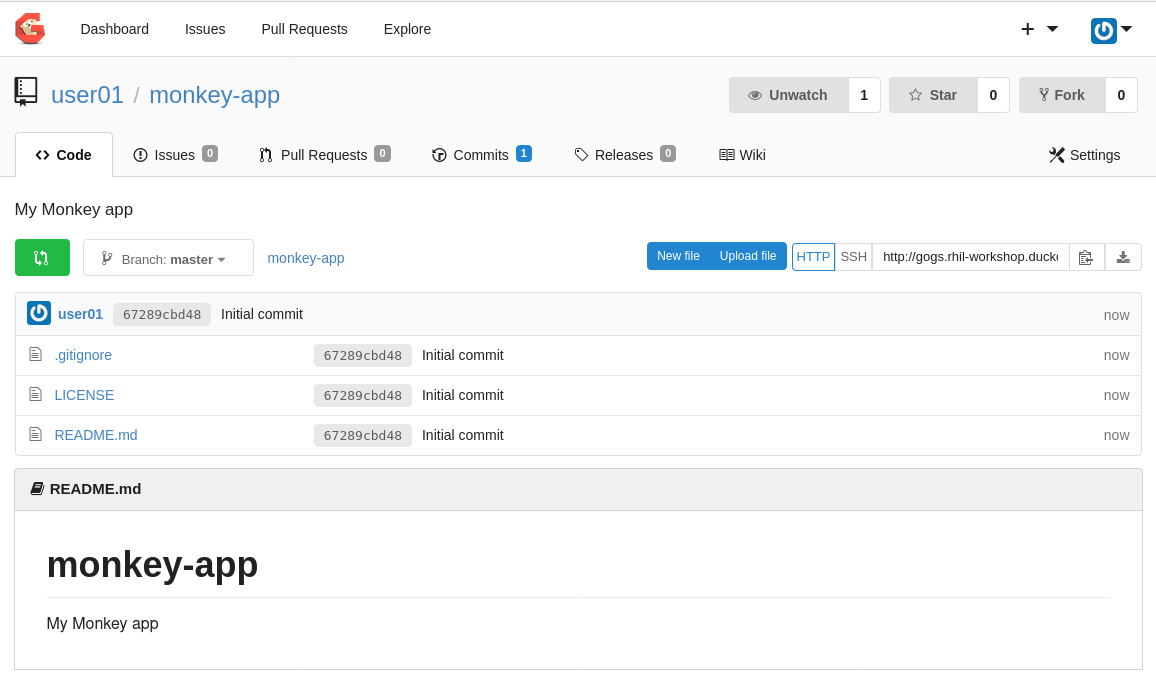 Dashboard Issues Pull Requests Explore
user01 / monkey-app Unwatch 1 Star 0 Fork 0
Code Issues 0 Pull Requests 0 Commits 1 Releases 0 Wiki Settings
My Monkey app
Branch: master monkey-app New file Upload file HTTP SSH http://gogs.rhil-workshop.duck
user01 67289cbd48 Initial commit now
.gitignore 67289cbd48 Initial commit now
LICENSE 67289cbd48 Initial commit now
README.md 67289cbd48 Initial commit now
README.md
monkey-app
My Monkey app